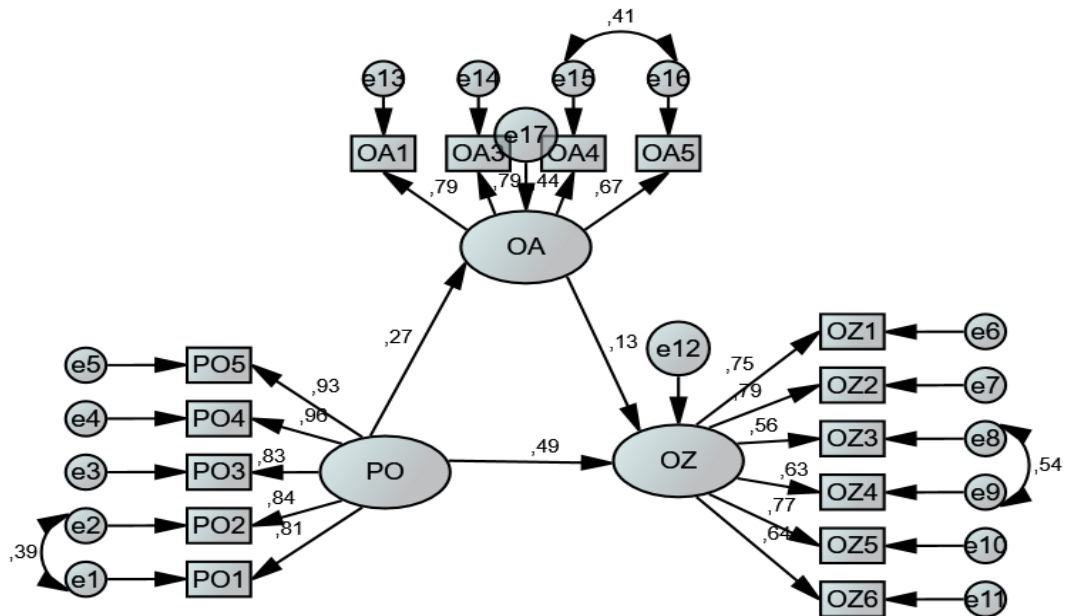 ,41
e13 e14 e15 e16
e17
OA1 OA3 OA4 OA5
,79 ,79 ,44 ,67
OA
,27 ,13
e12
OZ1 e6
,75
e5 PO5
OZ2 e7
,93 ,79
e4 PO4
,96
,56 OZ3 e8
e3 PO3 ,83 PO ,49 OZ
,63 OZ4 e9 ,54
,84 ,77
e2 PO2
,81 ,64
OZ5 e10
,39
e1 PO1
OZ6 e11